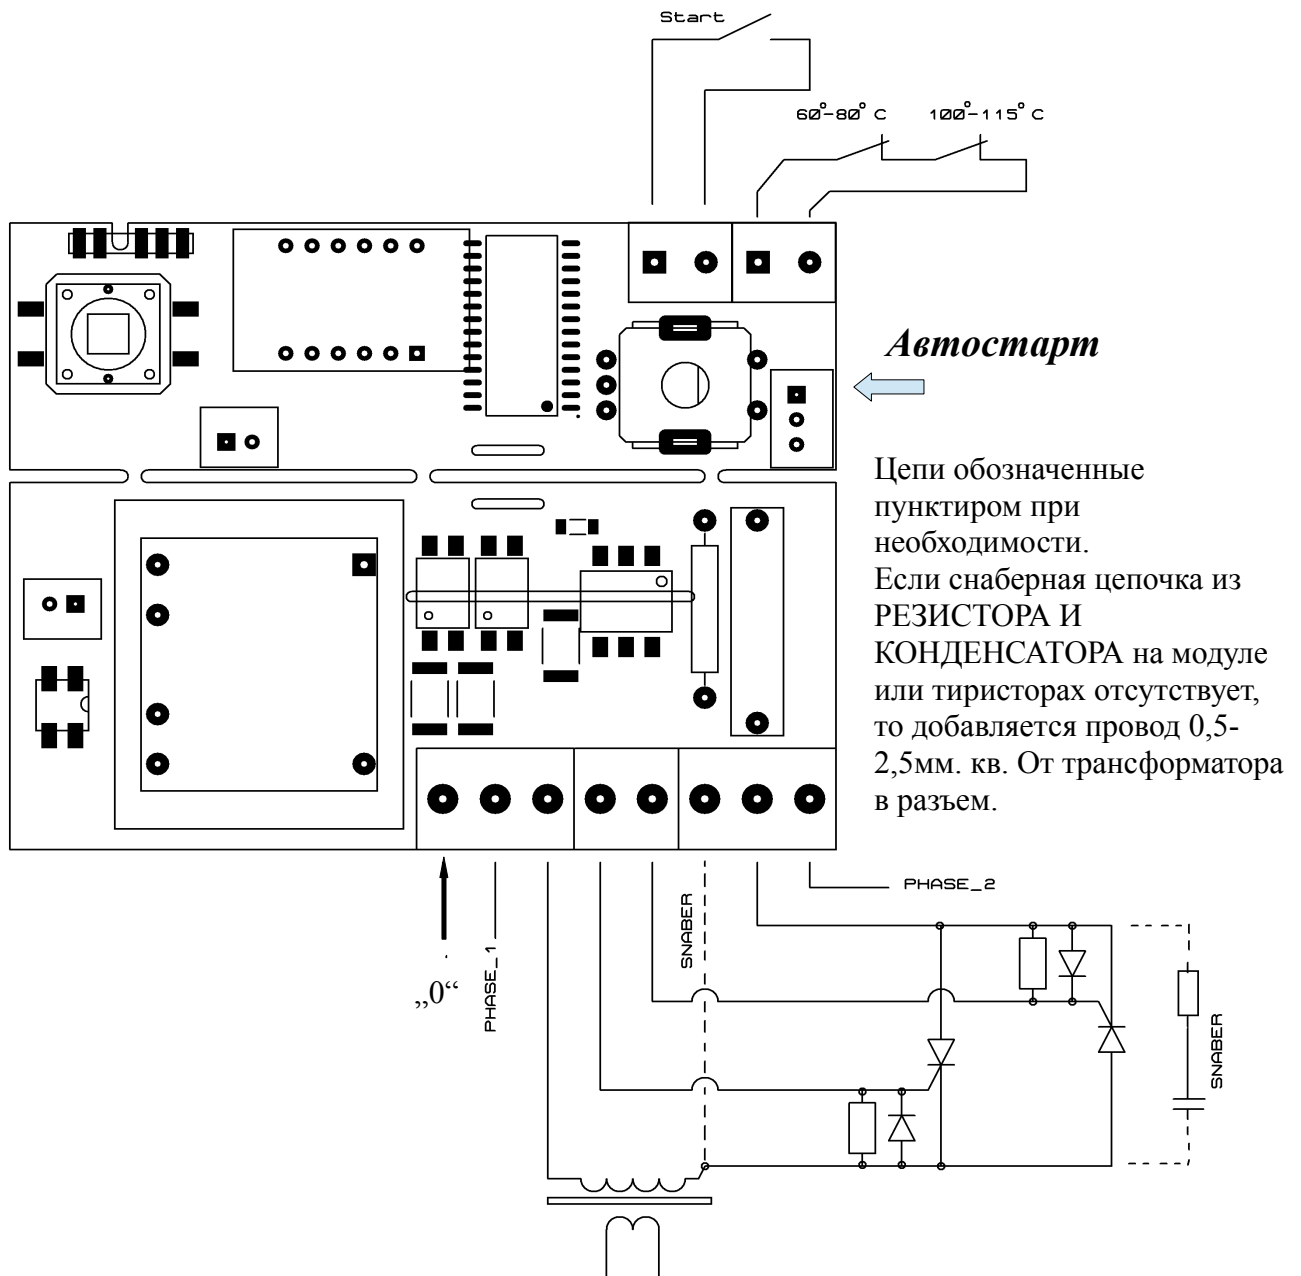 Start
60°-80° C
100°-115° C
Автостарт
Цепи обозначенные
пунктиром при
необходимости.
Если снаберная цепочка из
РЕЗИСТОРА И
КОНДЕНСАТОРА на модуле
или тиристорах отсутствует,
то добавляется провод 0,5-
2,5мм. кв. От трансформатора
в разъем.
PHASE_2
SNABER
PHASE_1
„0“
SNABER